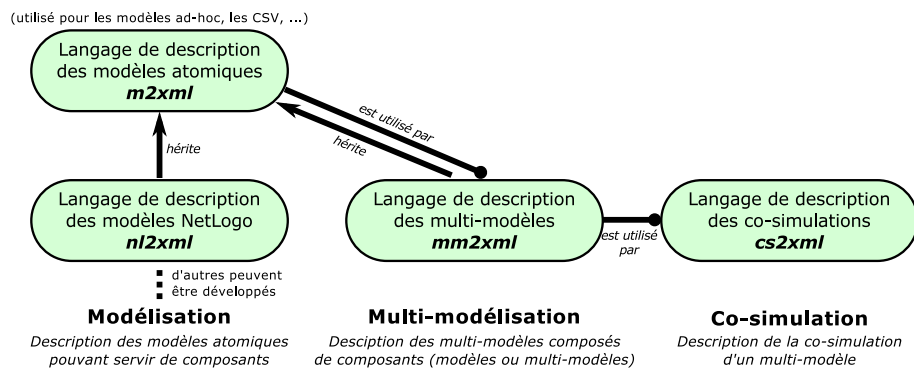 (utilisé pour les modèles ad-hoc, les CSV, ...)
Langage de description
des modèles atomiques
m2xml
est utilisé par
hérite
hérite
Langage de description
des modèles NetLogo
nl2xml
Langage de description
des multi-modèles
mm2xml
est utilisé
par
Langage de description
des co-simulations
cs2xml
d'autres peuvent
être développés
Modélisation
Description des modèles atomiques
pouvant servir de composants
Multi-modélisation
Desciption des multi-modèles composés
de composants (modèles ou multi-modèles)
Co-simulation
Description de la co-simulation
d'un multi-modèle